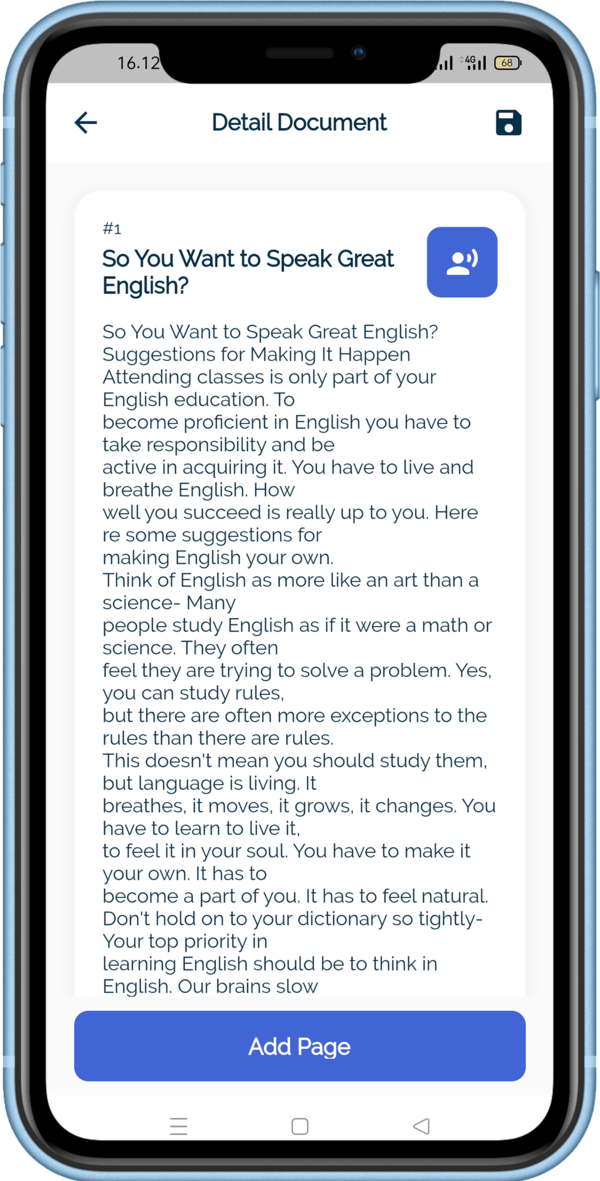 16.12
4G
68
Detail Document
#1
So You Want to Speak Great
English?
So You Want to Speak Great English?
Suggestions for Making It Happen
Attending classes is only part of your
English education. To
become proficient in English you have to
take responsibility and be
active in acquiring it. You have to live and
breathe English. How
well you succeed is really up to you. Here
re some suggestions for
making English your own.
Think of English as more like an art than a
science- Many
people study English as if it were a math or
science. They often
feel they are trying to solve a problem. Yes,
you can study rules,
but there are often more exceptions to the
rules than there are rules.
This doesn't mean you should study them,
but language is living. It
breathes, it moves, it grows, it changes. You
have to learn to live it,
to feel it in your soul. You have to make it
your own. It has to
become a part of you. It has to feel natural.
Don't hold on to your dictionary so tightly-
Your top priority in
learning English should be to think in
English. Our brains slow
Add Page